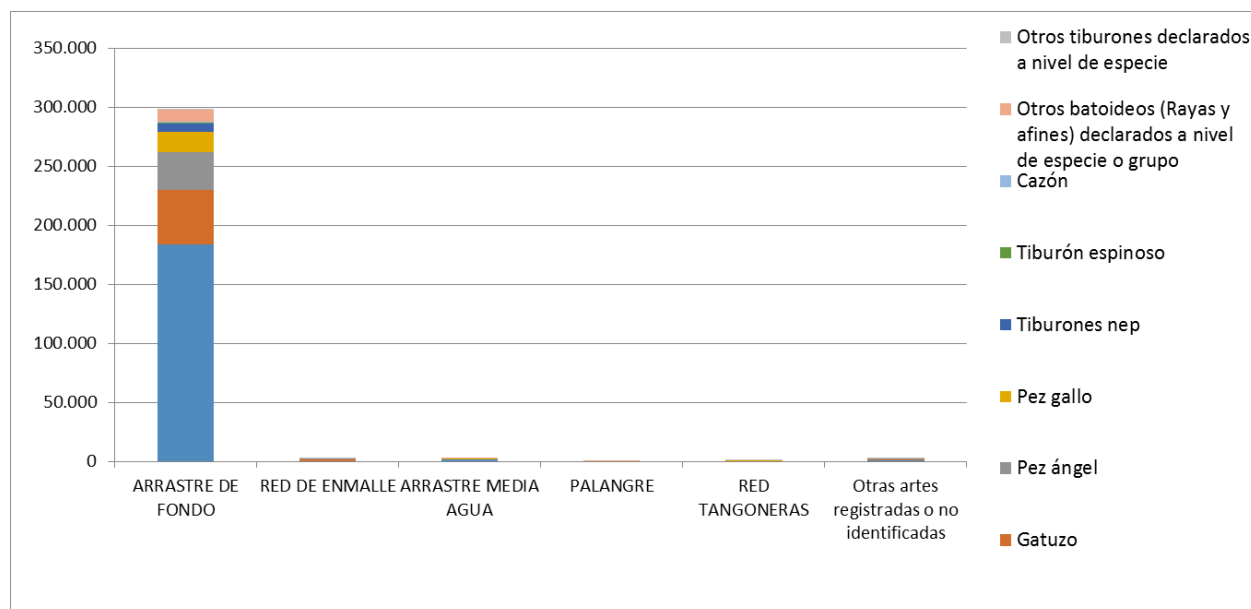 350.000
300.000
250.000
200.000
150.000
100.000
50.000
0
ARRASTRE DE
FONDO
RED DE ENMALLE
ARRASTRE MEDIA
AGUA
PALANGRE
RED
TANGONERAS
Otras artes
registradas o no
identificadas
Otros tiburones declarados
a nivel de especie
Otros batoideos (Rayas y
afines) declarados a nivel
de especie o grupo
Cazón
Tiburón espinoso
Tiburones nep
Pez gallo
Pez ángel
Gatuzo